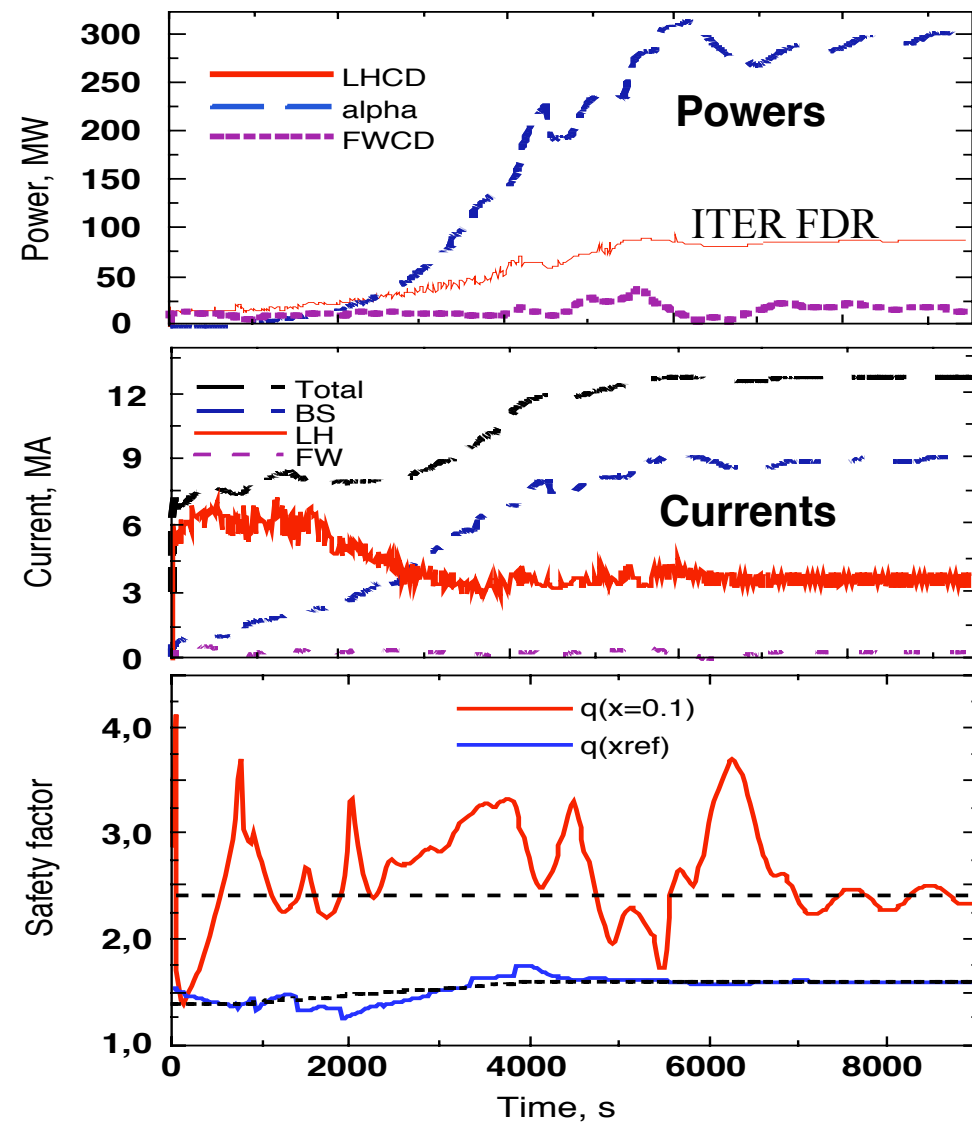 300
250
200
150
100
50
0
Power, MW
LHCD
alpha
FWCD
Powers
ITER FDR
12
9
6
3
0
Current, MA
Total
BS
LH
FW
Currents
4,0
3,0
2,0
1,0
Safety factor
q(x=0.1)
q(xref)
0
2000
4000
6000
8000
Time, s